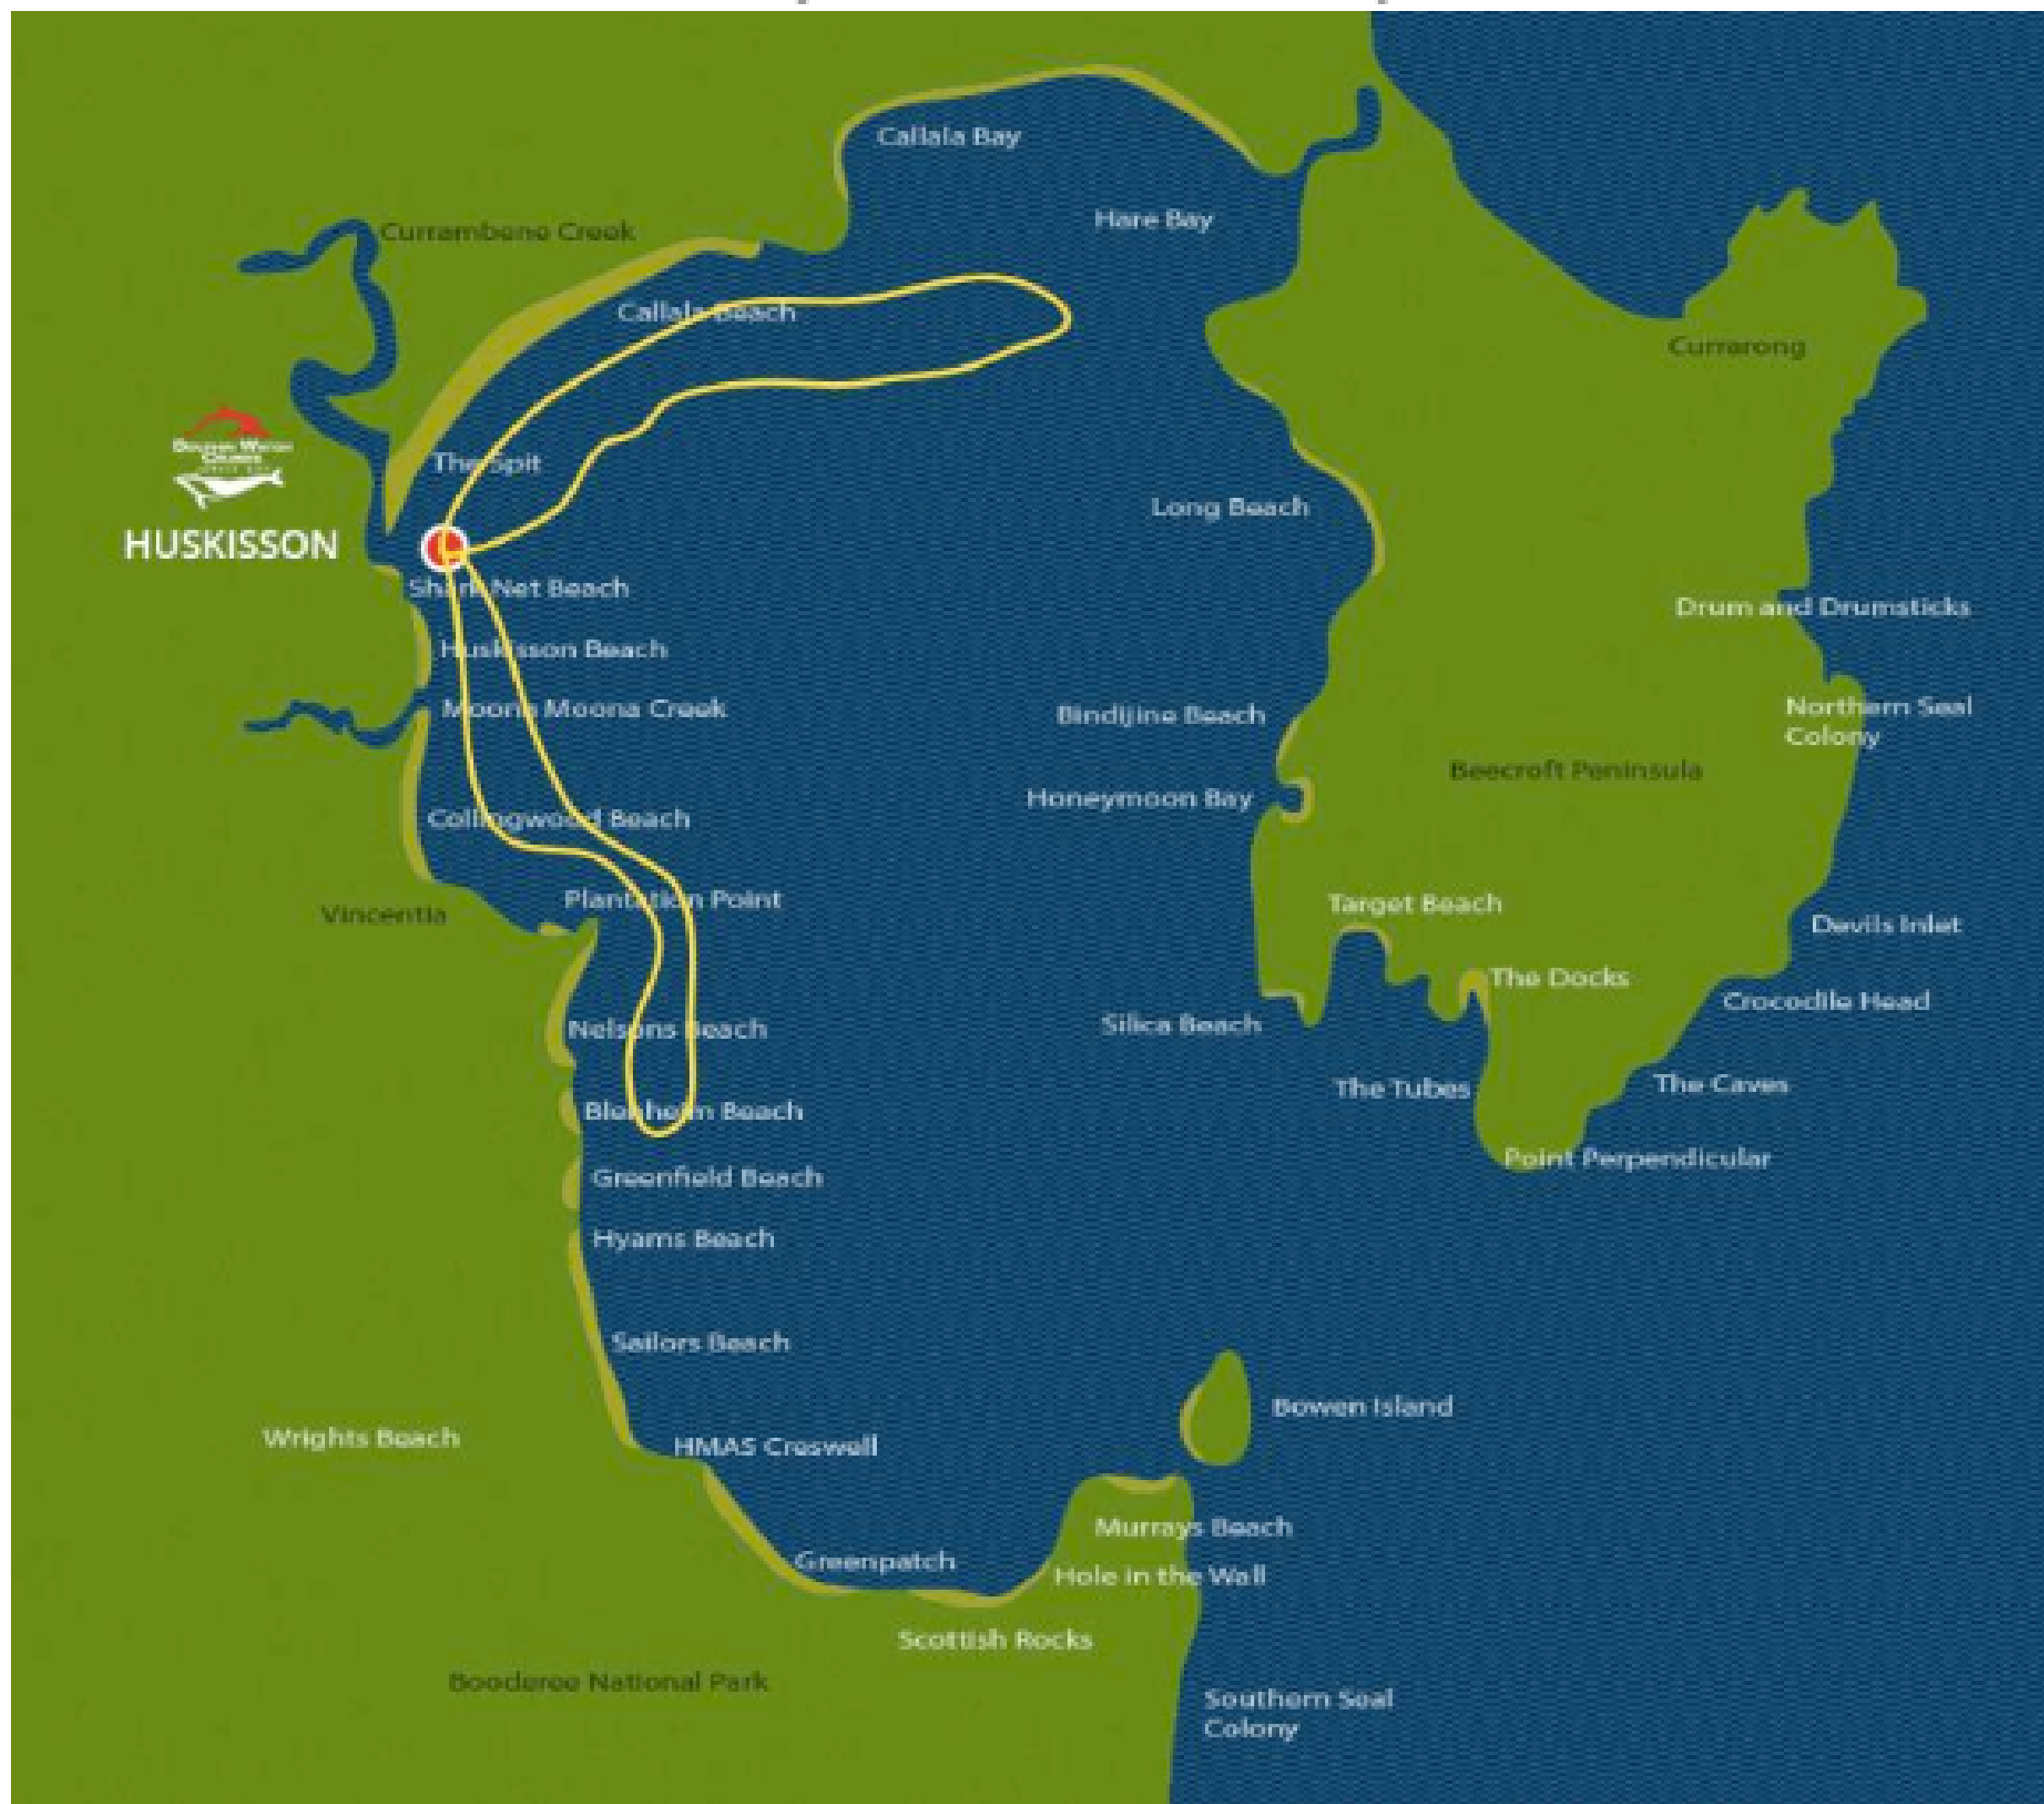 Callala Bay
Hare Bay
Currambene Creek
Callala Beach
Currarong
The Spit
Long Beach
HUSKISSON
Shark Net Beach
Drum and Drumsticks
Huskisson Beach
Moona Moona Creek
Northern Seal
Colony
Bindijine Beach
Beecroft Peninsula
Honeymoon Bay
Collingwood Beach
Plantation Point
Target Beach
Vincentia
Devils Inlet
The Docks
Crocodile Head
Nelsons Beach
Silica Beach
The Tubes
The Caves
Blenheim Beach
Point Perpendicular
Greenfield Beach
Hyams Beach
Sailors Beach
Bowen Island
Wrights Beach
HMAS Creswell
Murrays Beach
Greenpatch
Hole in the Wall
Scottish Rocks
Booderee National Park
Southern Seal
Colony